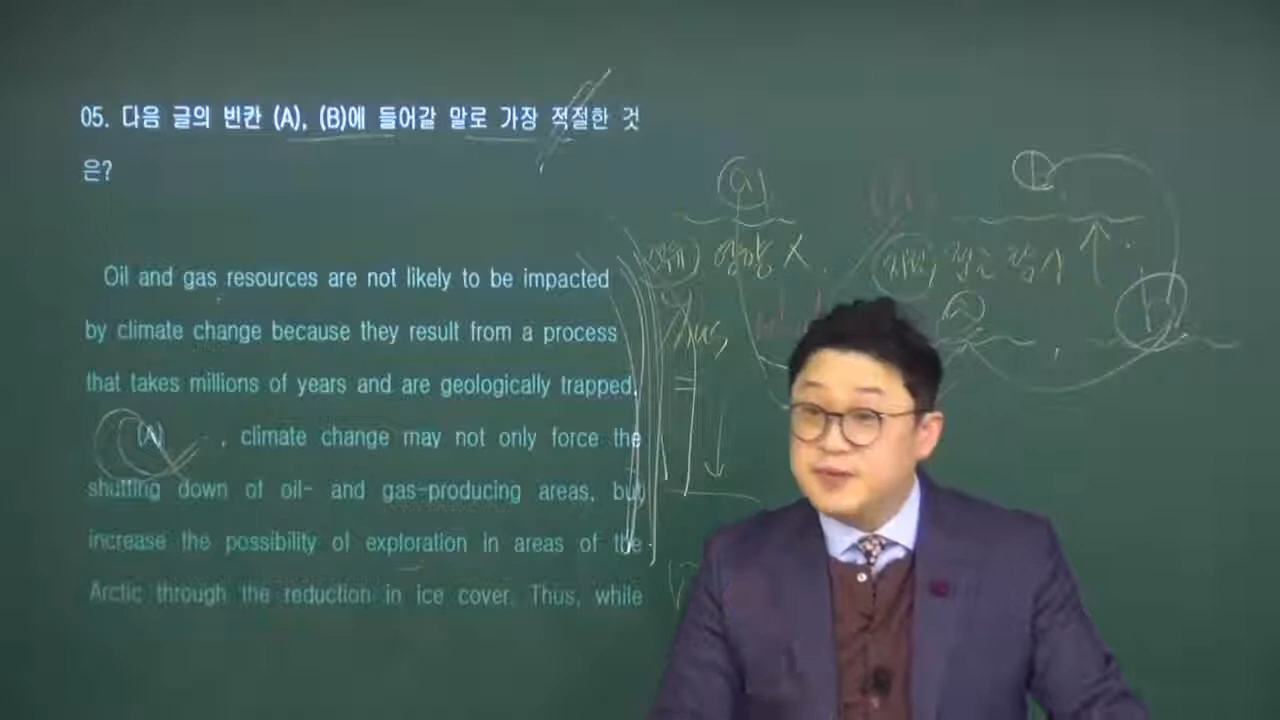 05. 다음 글의 빈칸 (A), (B)에 들어갈 말로 가장 적절한 것
은?
Oil and gas resources are not likely to be impacted
by climate change because they result from a process
that takes millions of years and are geologically trapped.
(A) , climate change may not only force the
shutting down of oil- and gas-producing areas, but
increase the possibility of exploration in areas of the
Arctic through the reduction in ice cover. Thus, while
a
b
영향 X
a
b